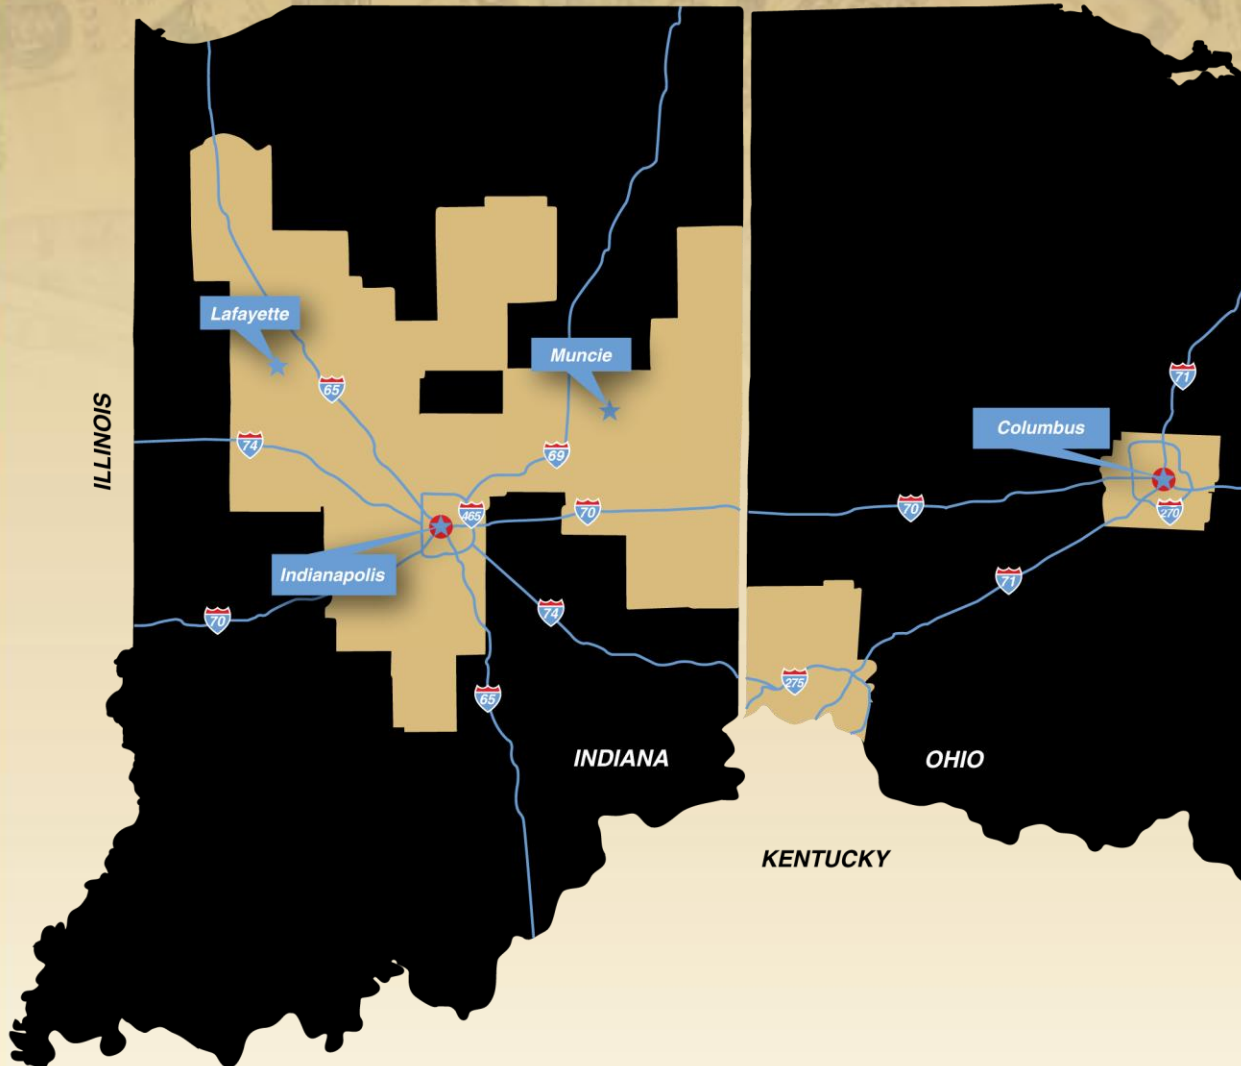 Lafayette
Muncie
65
71
ILLINOIS
Columbus
74
69
465
70
70
270
Indianapolis
71
70
74
275
65
INDIANA
OHIO
KENTUCKY